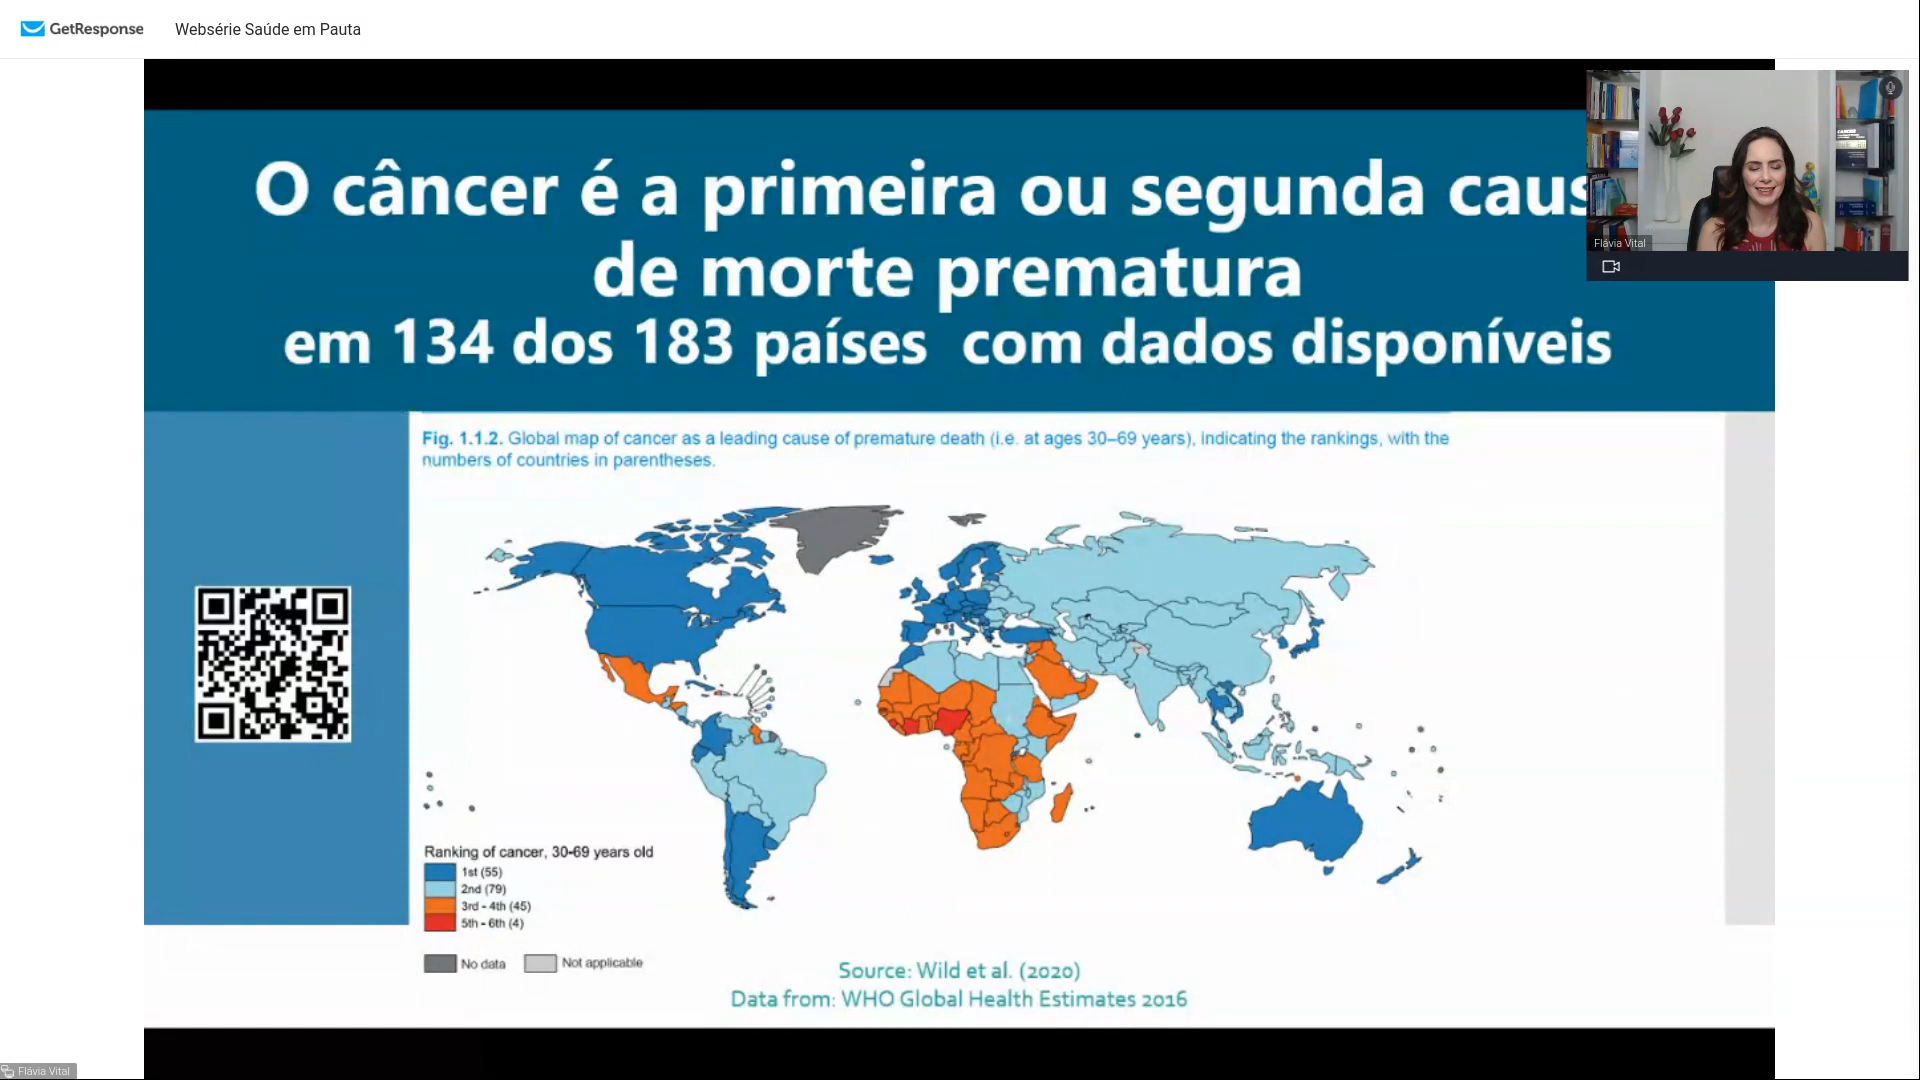 GetResponse
Websérie Saúde em Pauta
O câncer é a primeira ou segunda caus
de morte prematura
em 134 dos 183 países com dados disponíveis
Flávia Vital
Fig. 1.1.2. Global map of cancer as a leading cause of premature death (i.e. at ages 30–69 years), indicating the rankings, with the
numbers of countries in parentheses.
Ranking of cancer, 30-69 years old
1st (55)
2nd (79)
3rd - 4th (45)
5th - 6th (4)
No data
Not applicable
Source: Wild et al. (2020)
Data from: WHO Global Health Estimates 2016
Flávia Vital